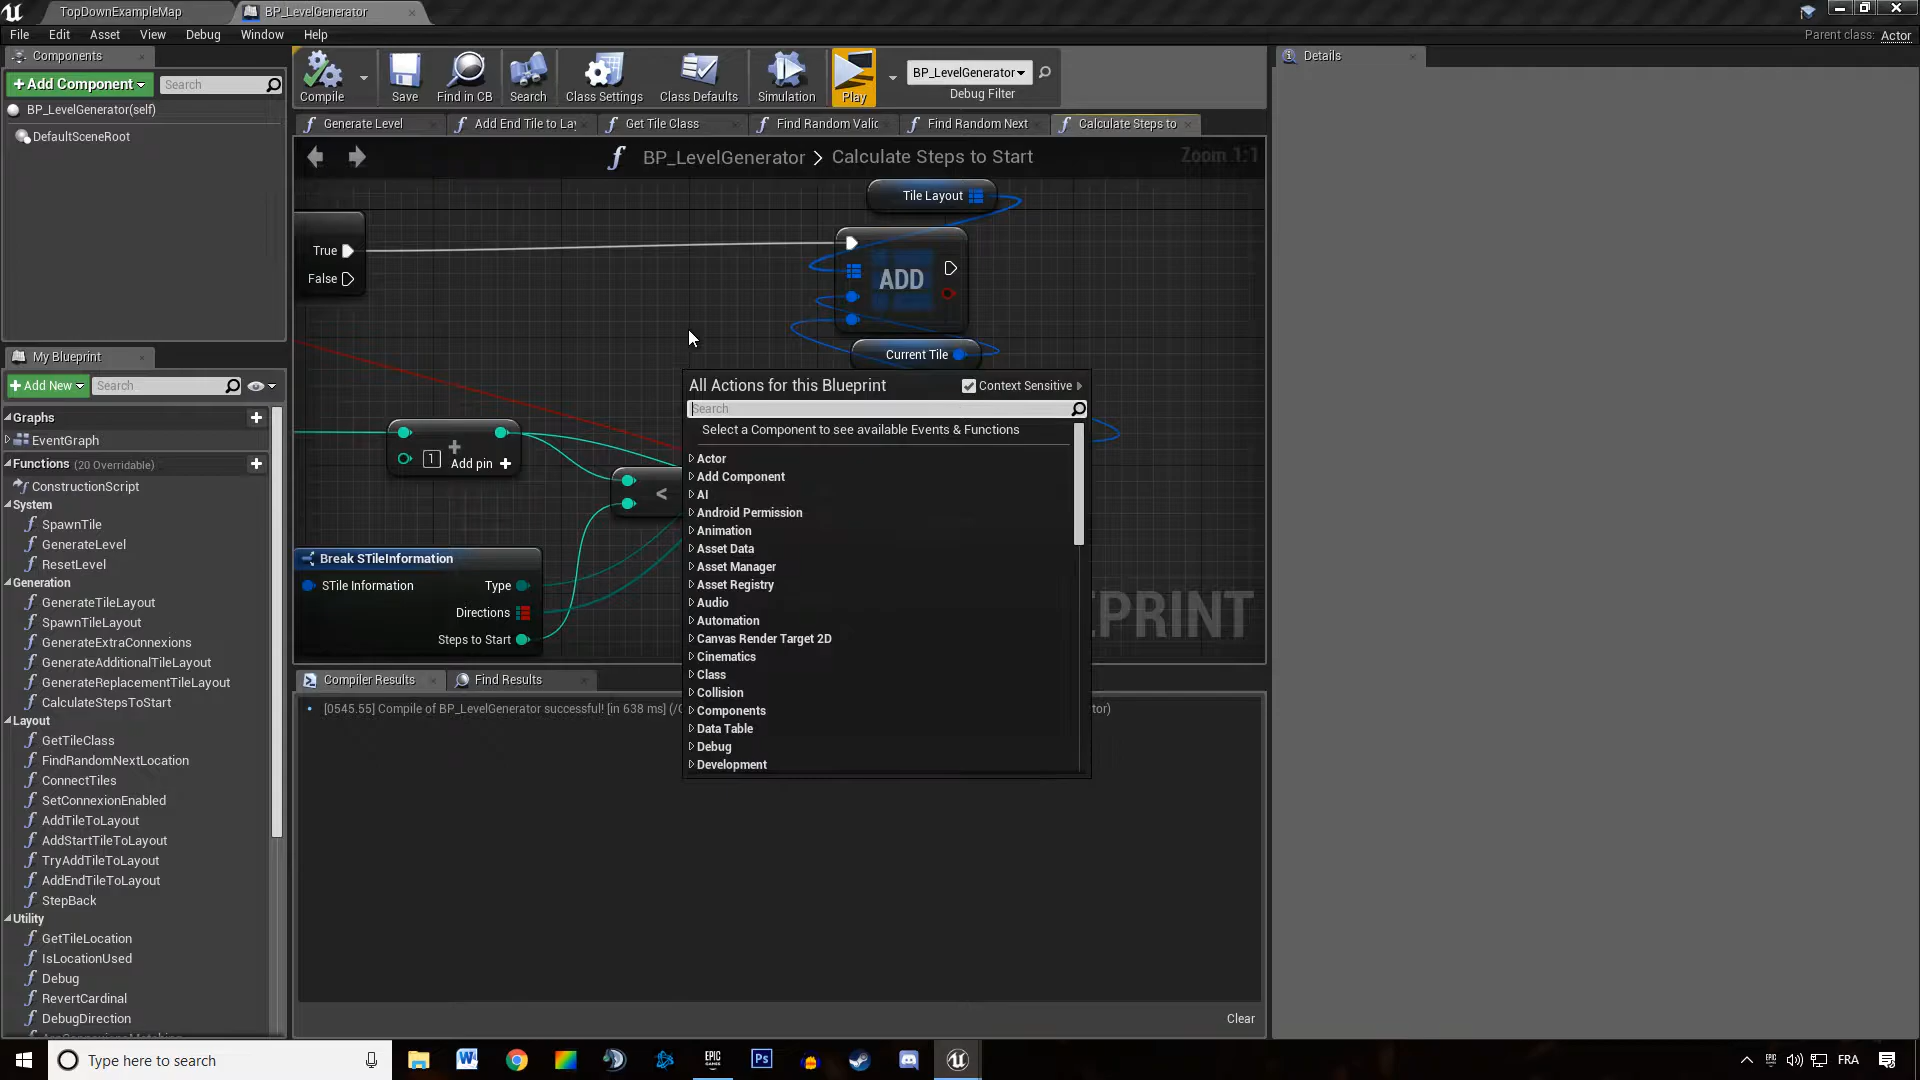 TopDownExampleMap
BP_LevelGenerator
File Edit Asset View Debug Window Help
Parent class: Actor
Components
+Add Component
Search
BP_LevelGenerator(self)
DefaultSceneRoot
Compile
Save
Find in CB
Search
Class Settings
Class Defaults
Simulation
Play
BP_LevelGenerator
Debug Filter
Details
Generate Level
Add End Tile to Lay
Get Tile Class
Find Random Valid
Find Random Next
Calculate Steps to
BP_LevelGenerator > Calculate Steps to Start
Zoom 1:1
Tile Layout
True
False
ADD
Current Tile
1
Add pin +
<
Break STileInformation
STile Information
Type
Directions
Steps to Start
EPRINT
All Actions for this Blueprint
Context Sensitive
Search
Select a Component to see available Events & Functions
Actor
Add Component
AI
Android Permission
Animation
Asset Data
Asset Manager
Asset Registry
Audio
Automation
Canvas Render Target 2D
Cinematics
Class
Collision
Components
Data Table
Debug
Development
My Blueprint
+Add New
Search
Graphs
EventGraph
Functions (20 Overridable)
ConstructionScript
System
SpawnTile
GenerateLevel
ResetLevel
Generation
GenerateTileLayout
SpawnTileLayout
GenerateExtraConnexions
GenerateAdditionalTileLayout
GenerateReplacementTileLayout
CalculateStepsToStart
Layout
GetTileClass
FindRandomNextLocation
ConnectTiles
SetConnexionEnabled
AddTileToLayout
AddStartTileToLayout
TryAddTileToLayout
AddEndTileToLayout
StepBack
Utility
GetTileLocation
IsLocationUsed
Debug
RevertCardinal
DebugDirection
Compiler Results
Find Results
[0545.55] Compile of BP_LevelGenerator successful! [in 638 ms] (/G
tor)
Clear
Type here to search
EPIC
GAMES
Ps
FRA